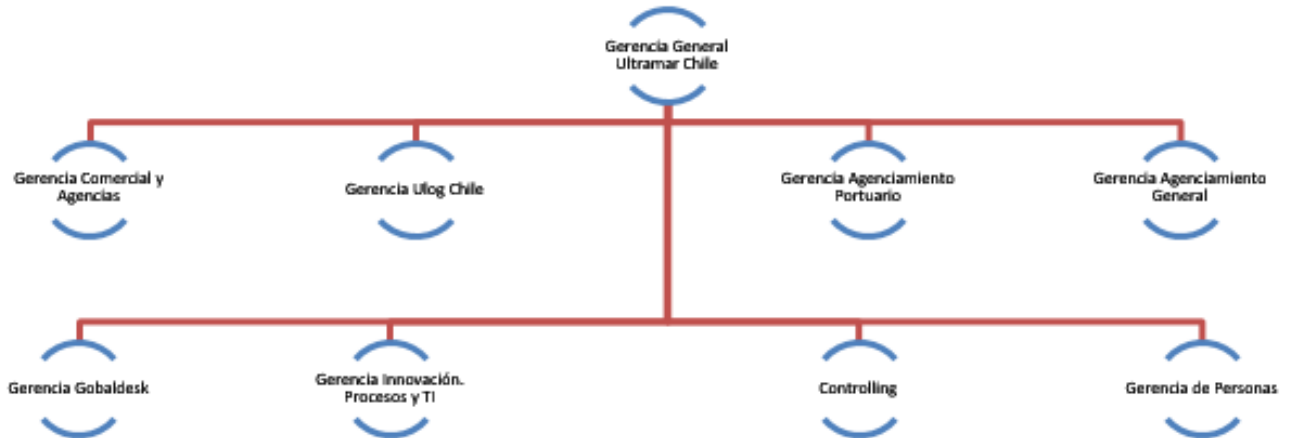 Gerencia General
Ultramar Chile
Gerencia Comercial y
Agencias
Gerencia Ulog Chile
Gerencia Agenciamiento
Portuario
Gerencia Agenciamiento
General
Gerencia Gobaldesk
Gerencia Innovación.
Procesos y TI
Controlling
Gerencia de Personas